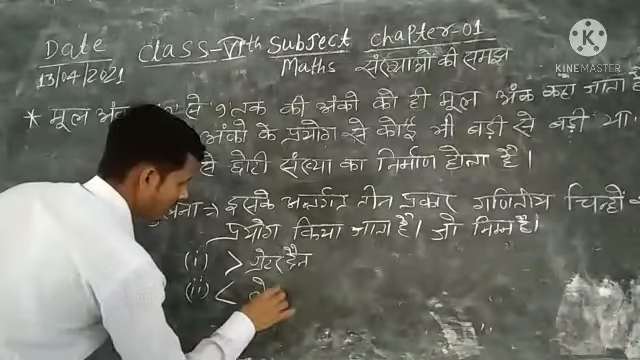 Date Class-VIth Subject Chapter-01
13/04/2021 Maths संख्याओं की समझ
* मूल से 9 तक की अंको को ही मूल अंक कहा जाता है
अंको के प्रयोग से कोई भी बड़ी से बड़ी या
से छोटी संख्या का निर्माण होता है।
⇒ इसके अन्तर्गत तीन प्रकार गणितीय चिन्हों
प्रयोग किया जाता है। जो निम्न है।
(i) > ग्रेटर दैन
(ii) <
KINEMASTER